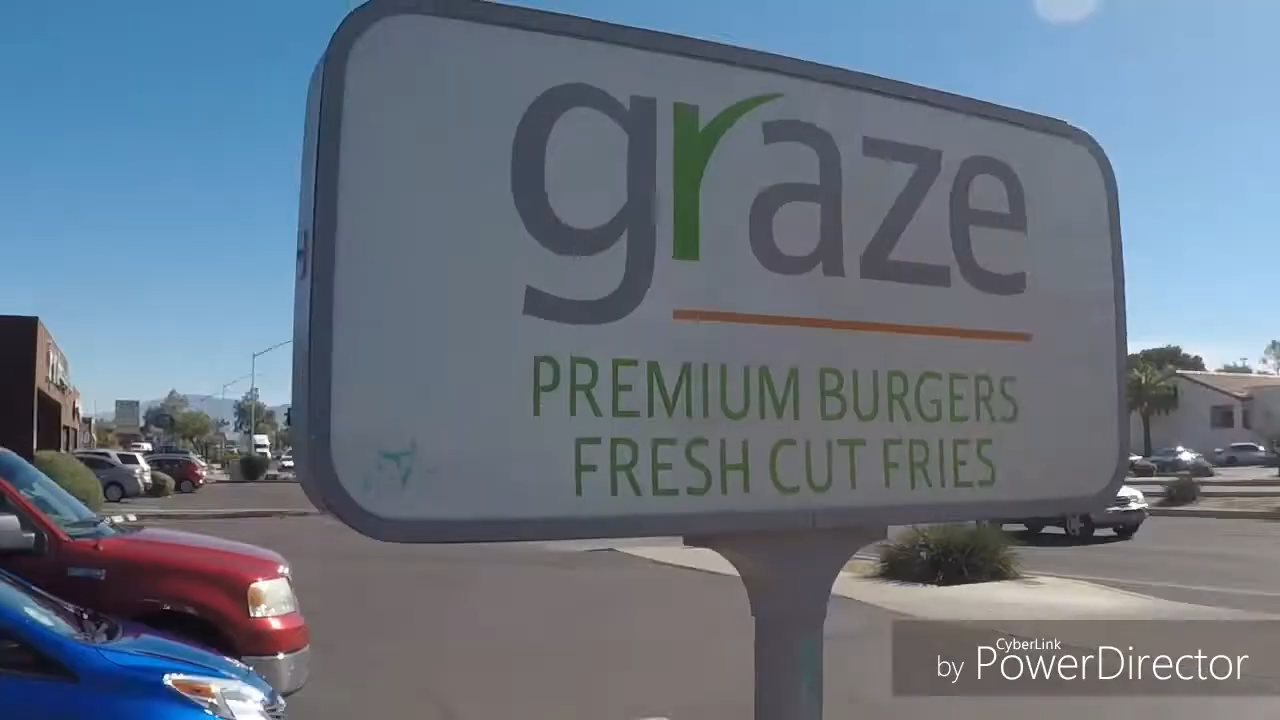 graze
PREMIUM BURGERS
FRESH CUT FRIES
CyberLink
by PowerDirector